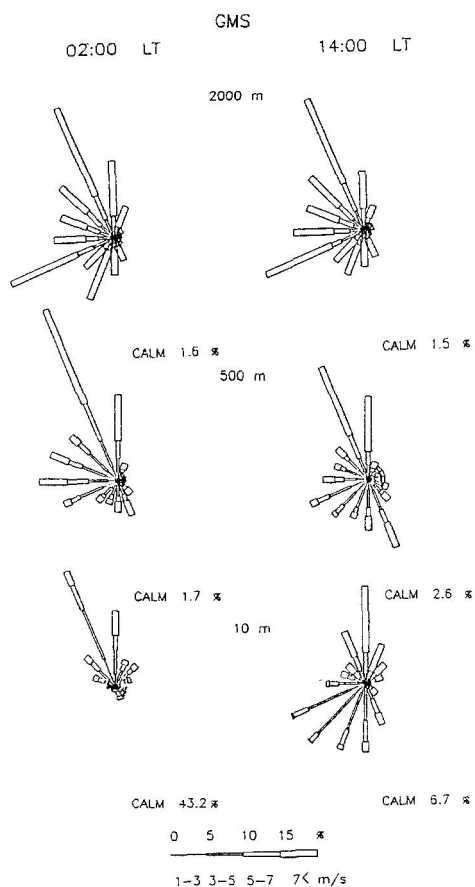 GMS
02:00 LT 14:00 LT
2000 m
CALM 1.6 % CALM 1.5 %
500 m
CALM 1.7 % CALM 2.6 %
10 m
CALM 43.2 % CALM 6.7 %
0 5 10 15 %
1-3 3-5 5-7 7< m/s